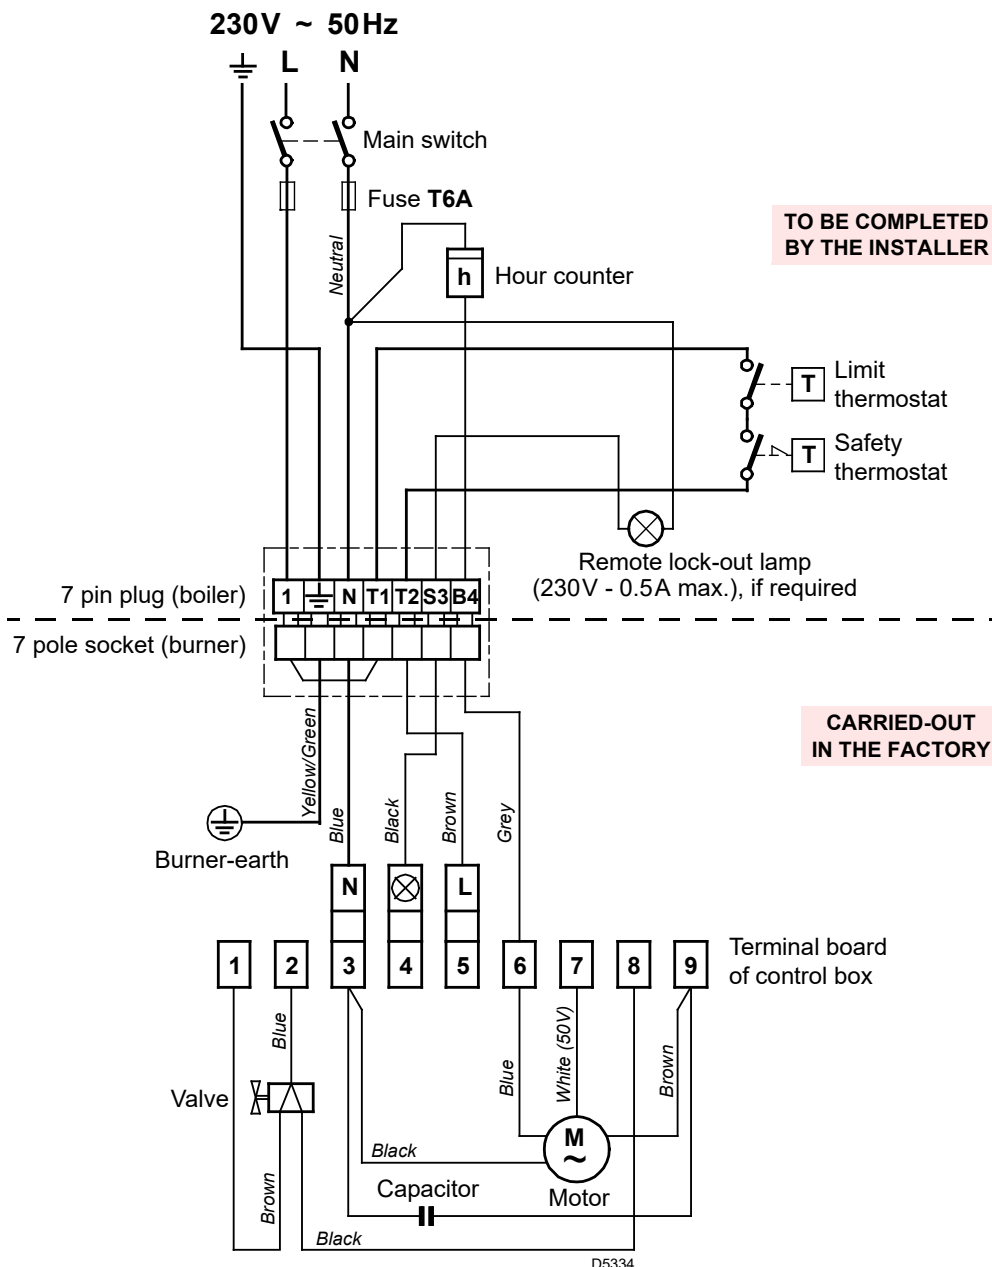 230V ~ 50Hz
L N
Main switch
Fuse T6A
TO BE COMPLETED
BY THE INSTALLER
Neutral
h Hour counter
T Limit
thermostat
T Safety
thermostat
Remote lock-out lamp
(230V - 0.5A max.), if required
7 pin plug (boiler)
1 N T1 T2 S3 B4
7 pole socket (burner)
CARRIED-OUT
IN THE FACTORY
Yellow/Green
Blue
Black
Brown
Grey
Burner-earth
N L
1 2 3 4 5 6 7 8 9
Terminal board
of control box
Blue
Blue
White (50V)
Brown
Valve
M
~
Black
Motor
Capacitor
Brown
Black
D5334